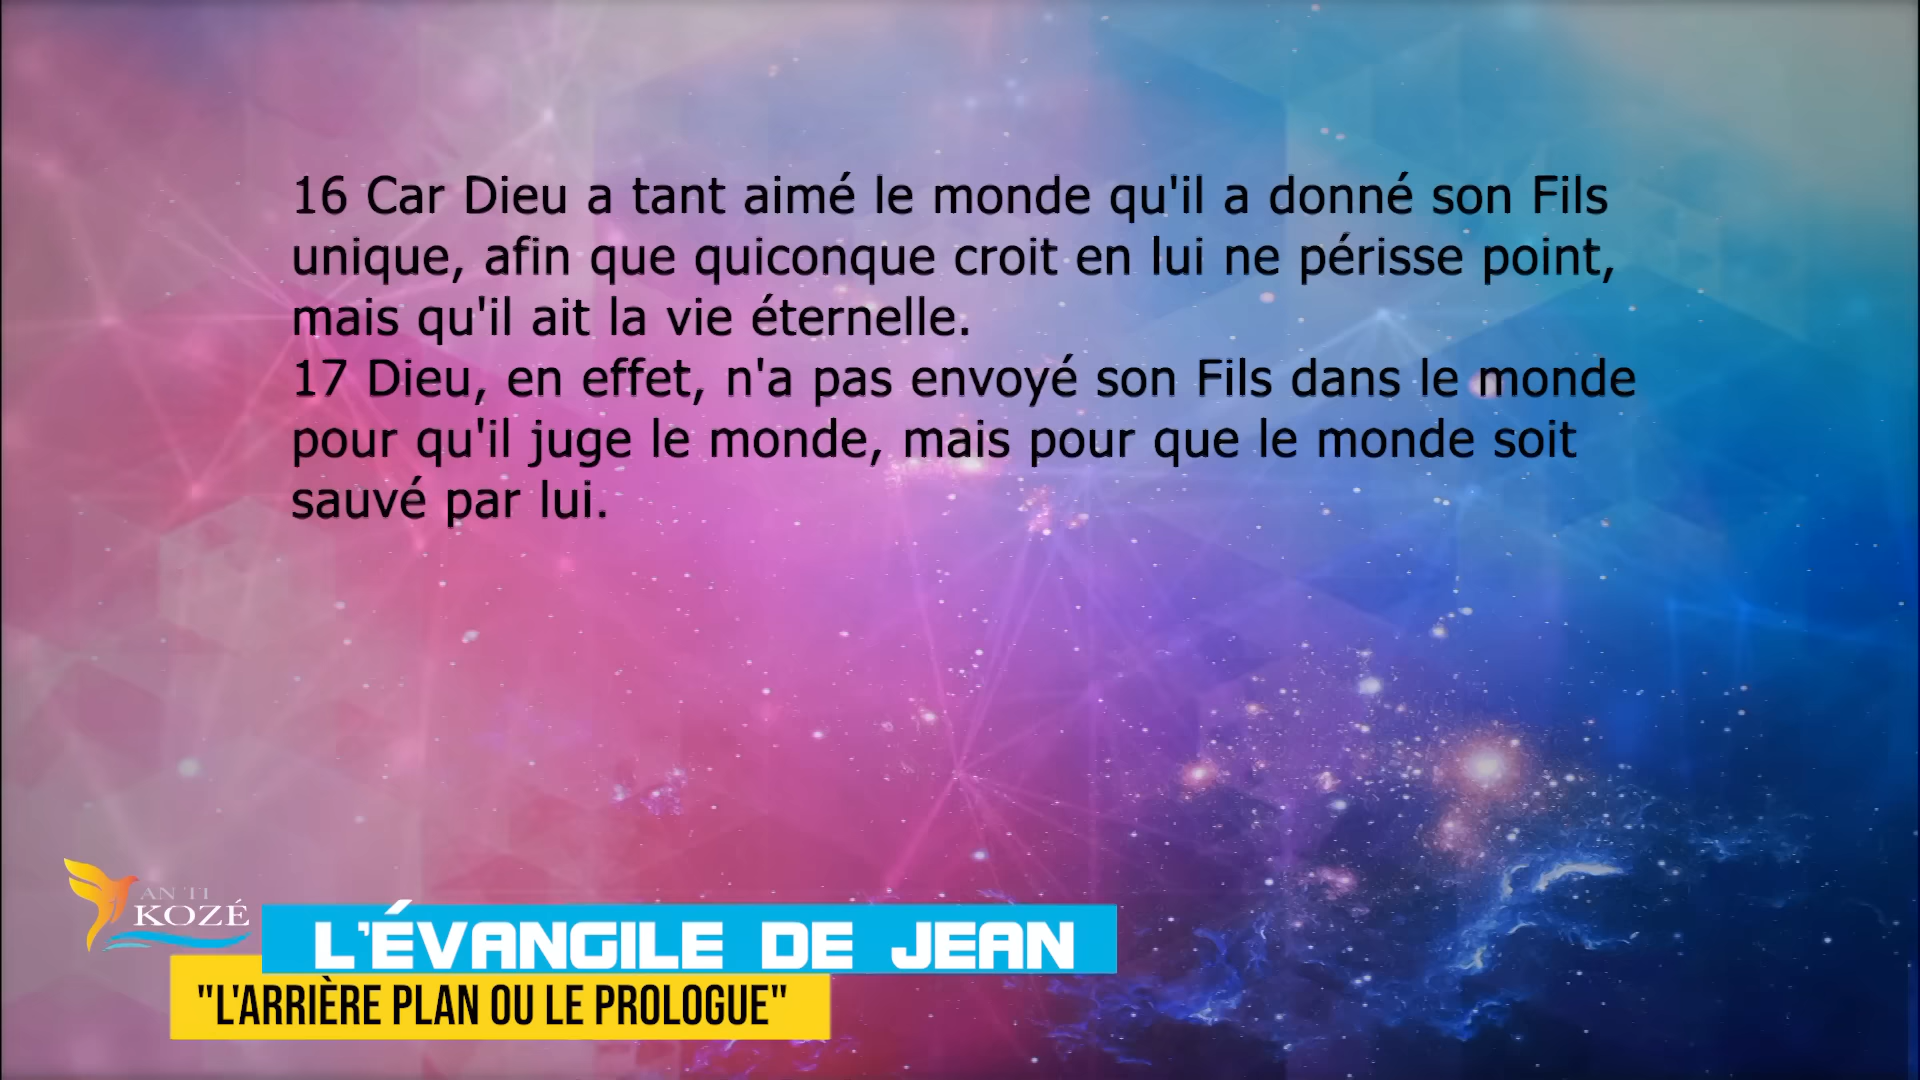 16 Car Dieu a tant aimé le monde qu'il a donné son Fils
unique, afin que quiconque croit en lui ne périsse point,
mais qu'il ait la vie éternelle.
17 Dieu, en effet, n'a pas envoyé son Fils dans le monde
pour qu'il juge le monde, mais pour que le monde soit
sauvé par lui.
AN TI
KOZÉ
L'ÉVANGILE DE JEAN
"L'ARRIÈRE PLAN OU LE PROLOGUE"